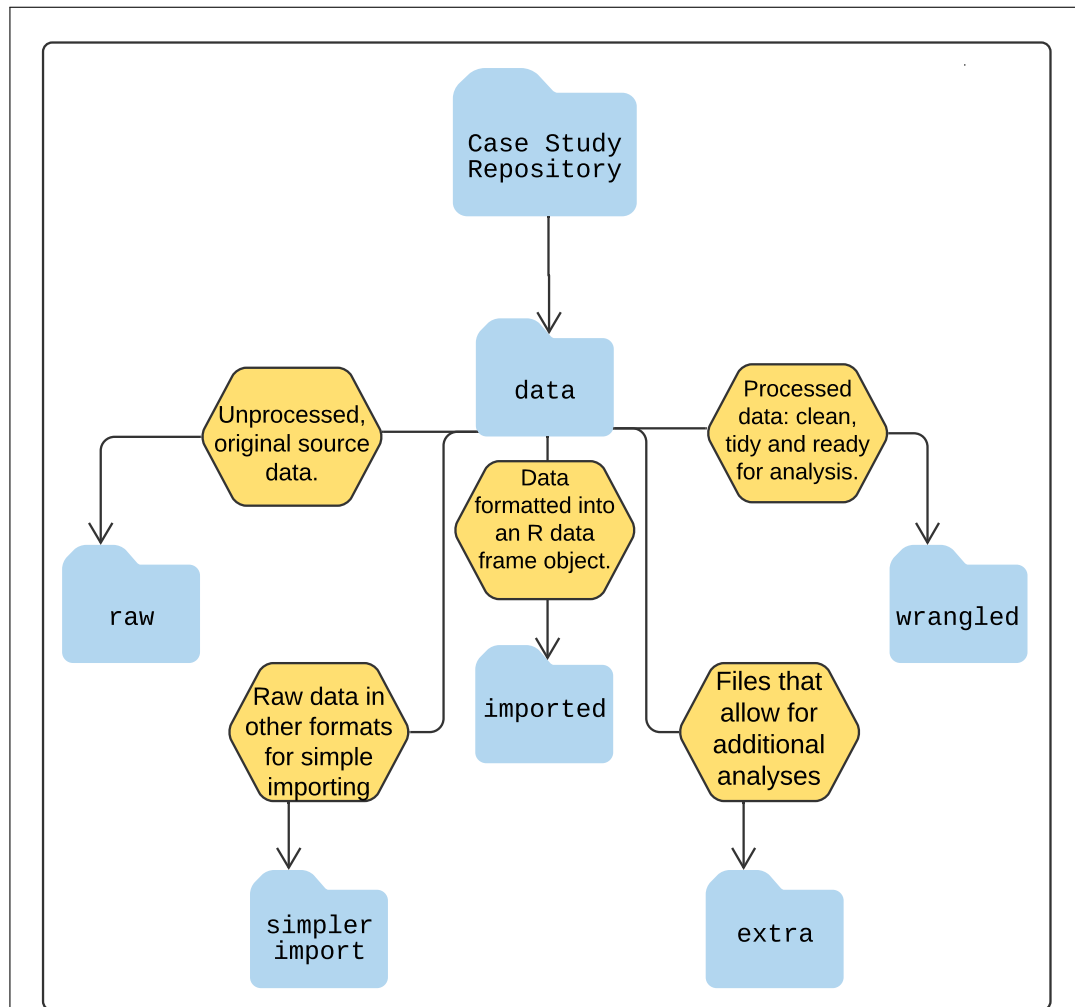 Case Study
Repository
data
Unprocessed,
original source
data.
Data
formatted into
an R data
frame object.
Processed
data: clean,
tidy and ready
for analysis.
raw
imported
wrangled
Raw data in
other formats
for simple
importing
Files that
allow for
additional
analyses
simpler
import
extra